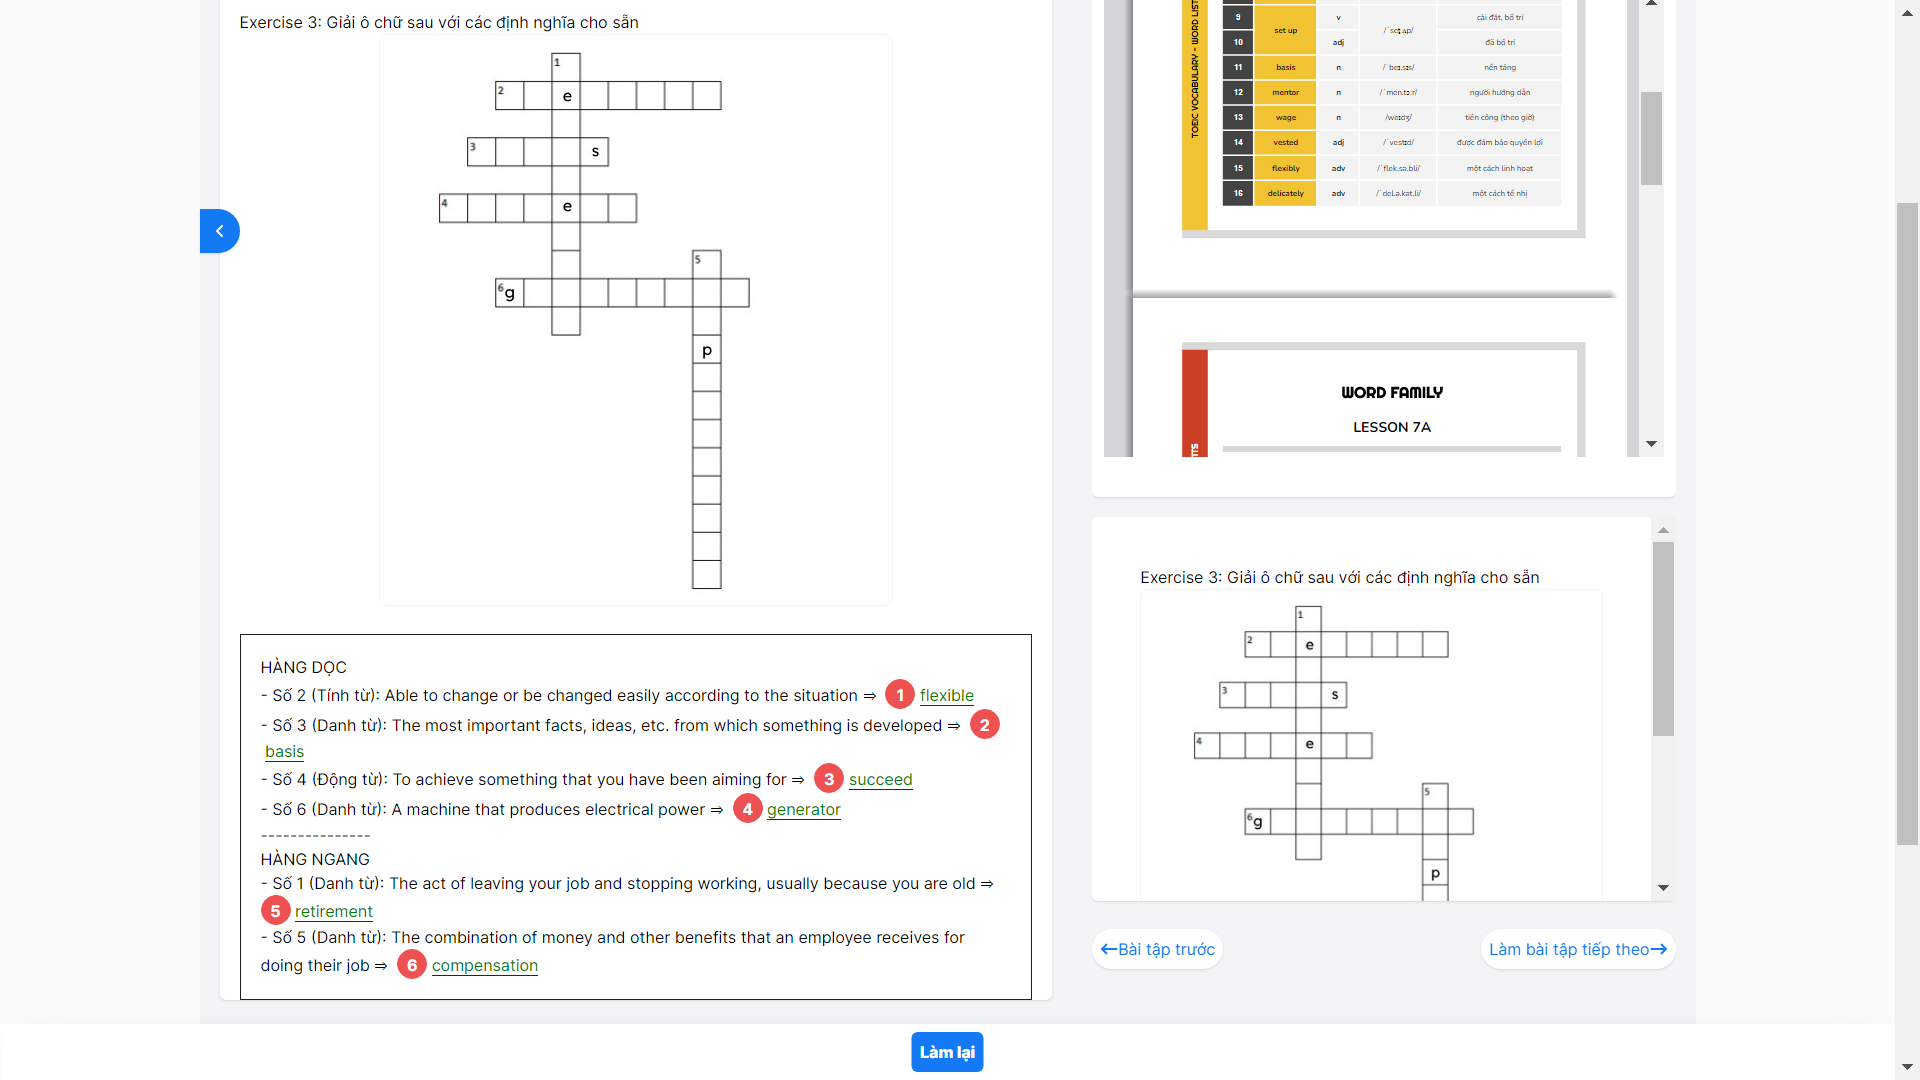 Exercise 3: Giải ô chữ sau với các định nghĩa cho sẵn
1
2
e
3
s
4
e
5
6
g
p
HÀNG DỌC
- Số 2 (Tính từ): Able to change or be changed easily according to the situation ⇒ 1 flexible
- Số 3 (Danh từ): The most important facts, ideas, etc. from which something is developed ⇒ 2
basis
- Số 4 (Động từ): To achieve something that you have been aiming for ⇒ 3 succeed
- Số 6 (Danh từ): A machine that produces electrical power ⇒ 4 generator
---------------
HÀNG NGANG
- Số 1 (Danh từ): The act of leaving your job and stopping working, usually because you are old ⇒
5 retirement
- Số 5 (Danh từ): The combination of money and other benefits that an employee receives for
doing their job ⇒ 6 compensation
TOEIC VOCABULARY - WORD LIST
9 set up v /ˈset̬.ʌp/ cài đặt, bố trí
10 adj đã bố trí
11 basis n /ˈbeɪ.sɪs/ nền tảng
12 mentor n /ˈmen.tɔːr/ người hướng dẫn
13 wage n /weɪdʒ/ tiền công (theo giờ)
14 vested adj /ˈvestɪd/ được đảm bảo quyền lợi
15 flexibly adv /ˈflek.sə.bli/ một cách linh hoạt
16 delicately adv /ˈdel.ə.kət.li/ một cách tế nhị
WORD FAMILY
LESSON 7A
Exercise 3: Giải ô chữ sau với các định nghĩa cho sẵn
1
2
e
3
s
4
e
5
6
g
p
←Bài tập trước
Làm bài tập tiếp theo→
Làm lại